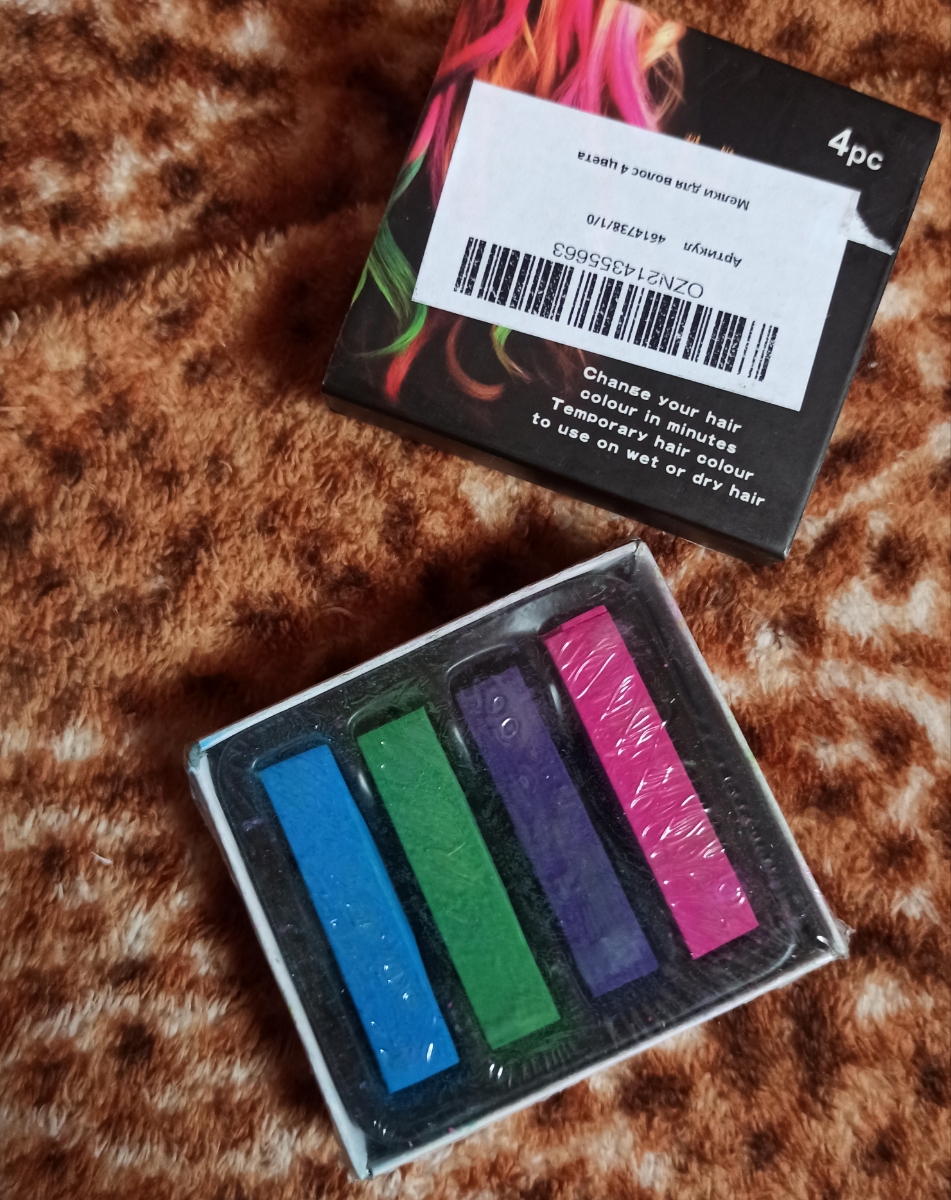 4pc
Мелки для волос 4 цвета
Артикул 4614738/1/0
OZN214355663
Change your hair
colour in minutes
Temporary hair colour
to use on wet or dry hair